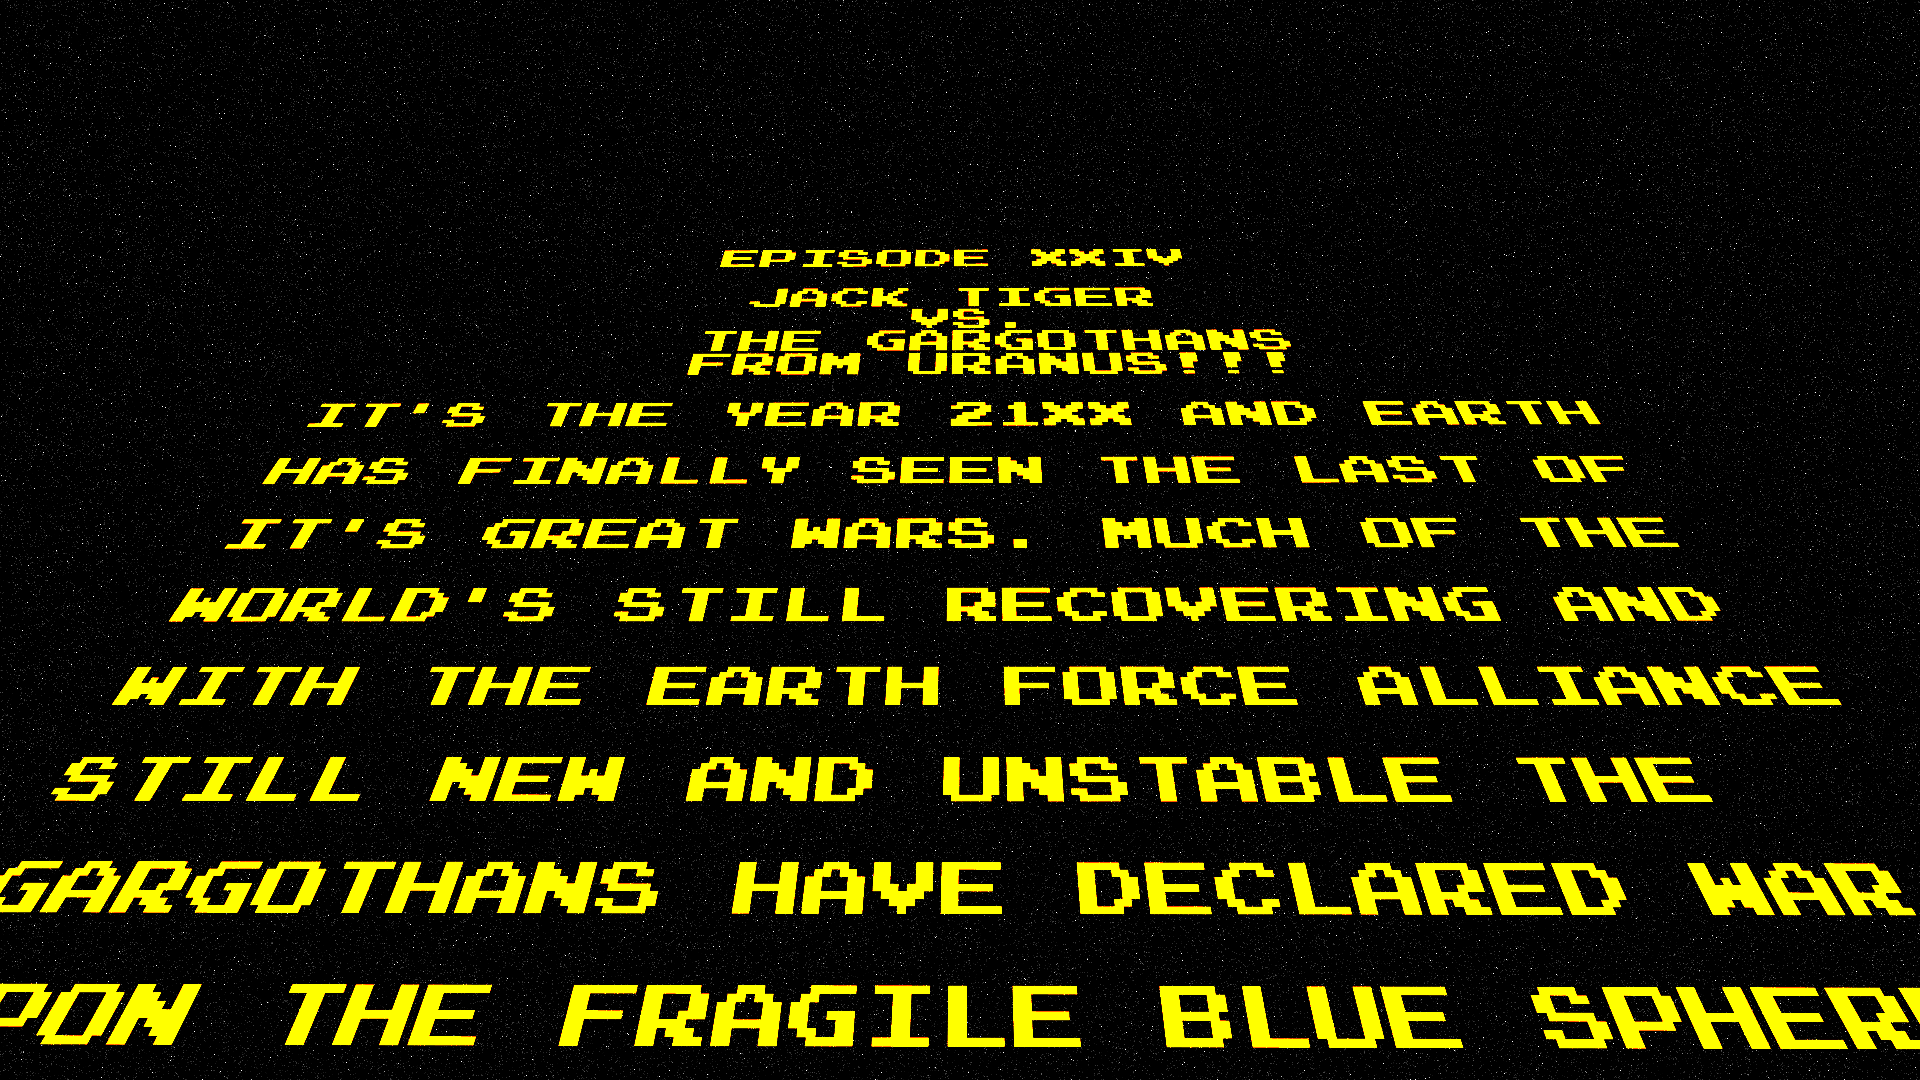 EPISODE XXIV
JACK TIGER
VS.
THE GARGOTHANS
FROM URANUS!!!
IT'S THE YEAR 21XX AND EARTH
HAS FINALLY SEEN THE LAST OF
IT'S GREAT WARS. MUCH OF THE
WORLD'S STILL RECOVERING AND
WITH THE EARTH FORCE ALLIANCE
STILL NEW AND UNSTABLE THE
GARGOTHANS HAVE DECLARED WAR
PON THE FRAGILE BLUE SPHER